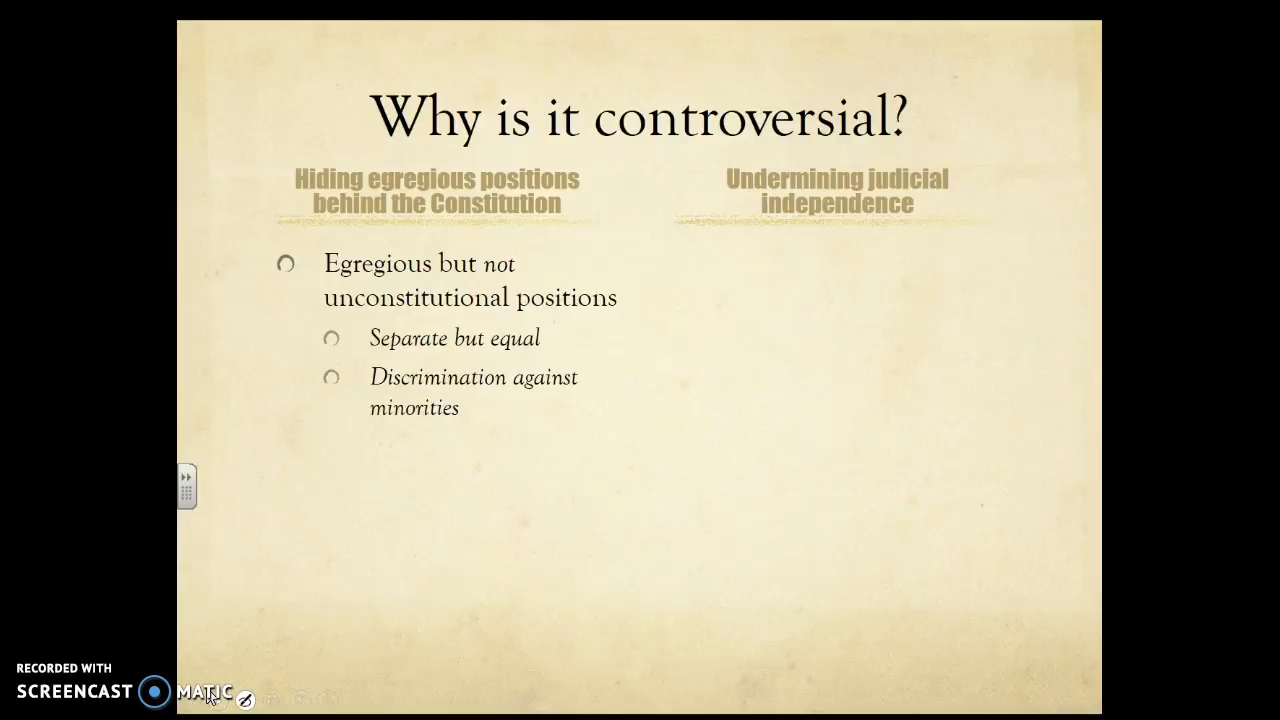 Why is it controversial?
Hiding egregious positions
behind the Constitution
Egregious but not
unconstitutional positions
Separate but equal
Discrimination against
minorities
Undermining judicial
independence
RECORDED WITH
SCREENCAST MATIC